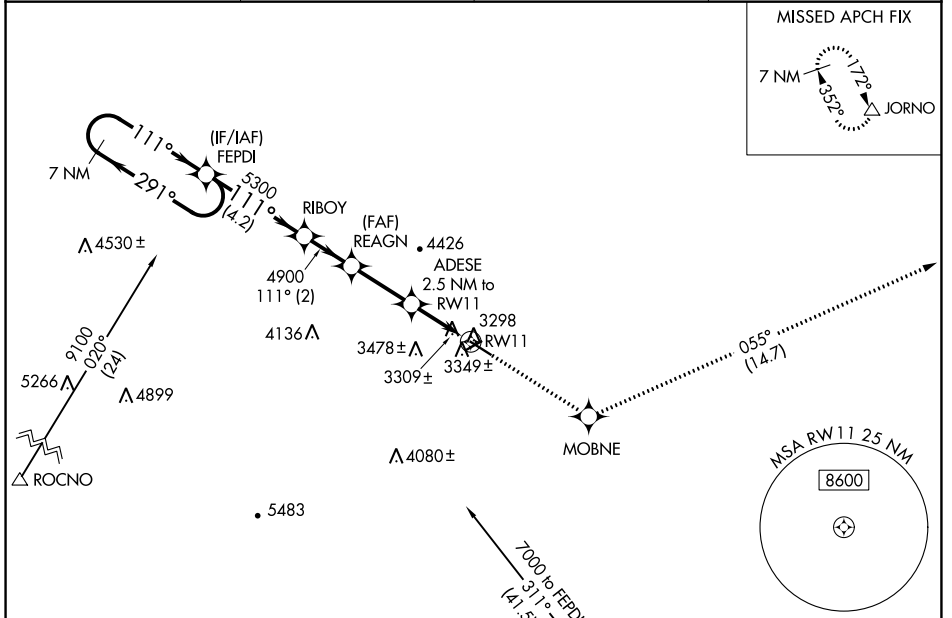 MISSED APCH FIX
7 NM
172°
352°
JORNO
111°
(IF/IAF)
FEPDI
7 NM
291°
5300
111°
(4.2)
RIBOY
(FAF)
REAGN
4426
4530 ±
4900
111° (2)
ADESE
2.5 NM to
RW11
3298
RW11
4136
3478 ±
3309 ±
3349 ±
9100
020°
(24)
055°
(14.7)
5266
4899
MOBNE
ROCNO
4080 ±
MSA RW11 25 NM
8600
5483
7000 to FEPDI
311°
(41.5)